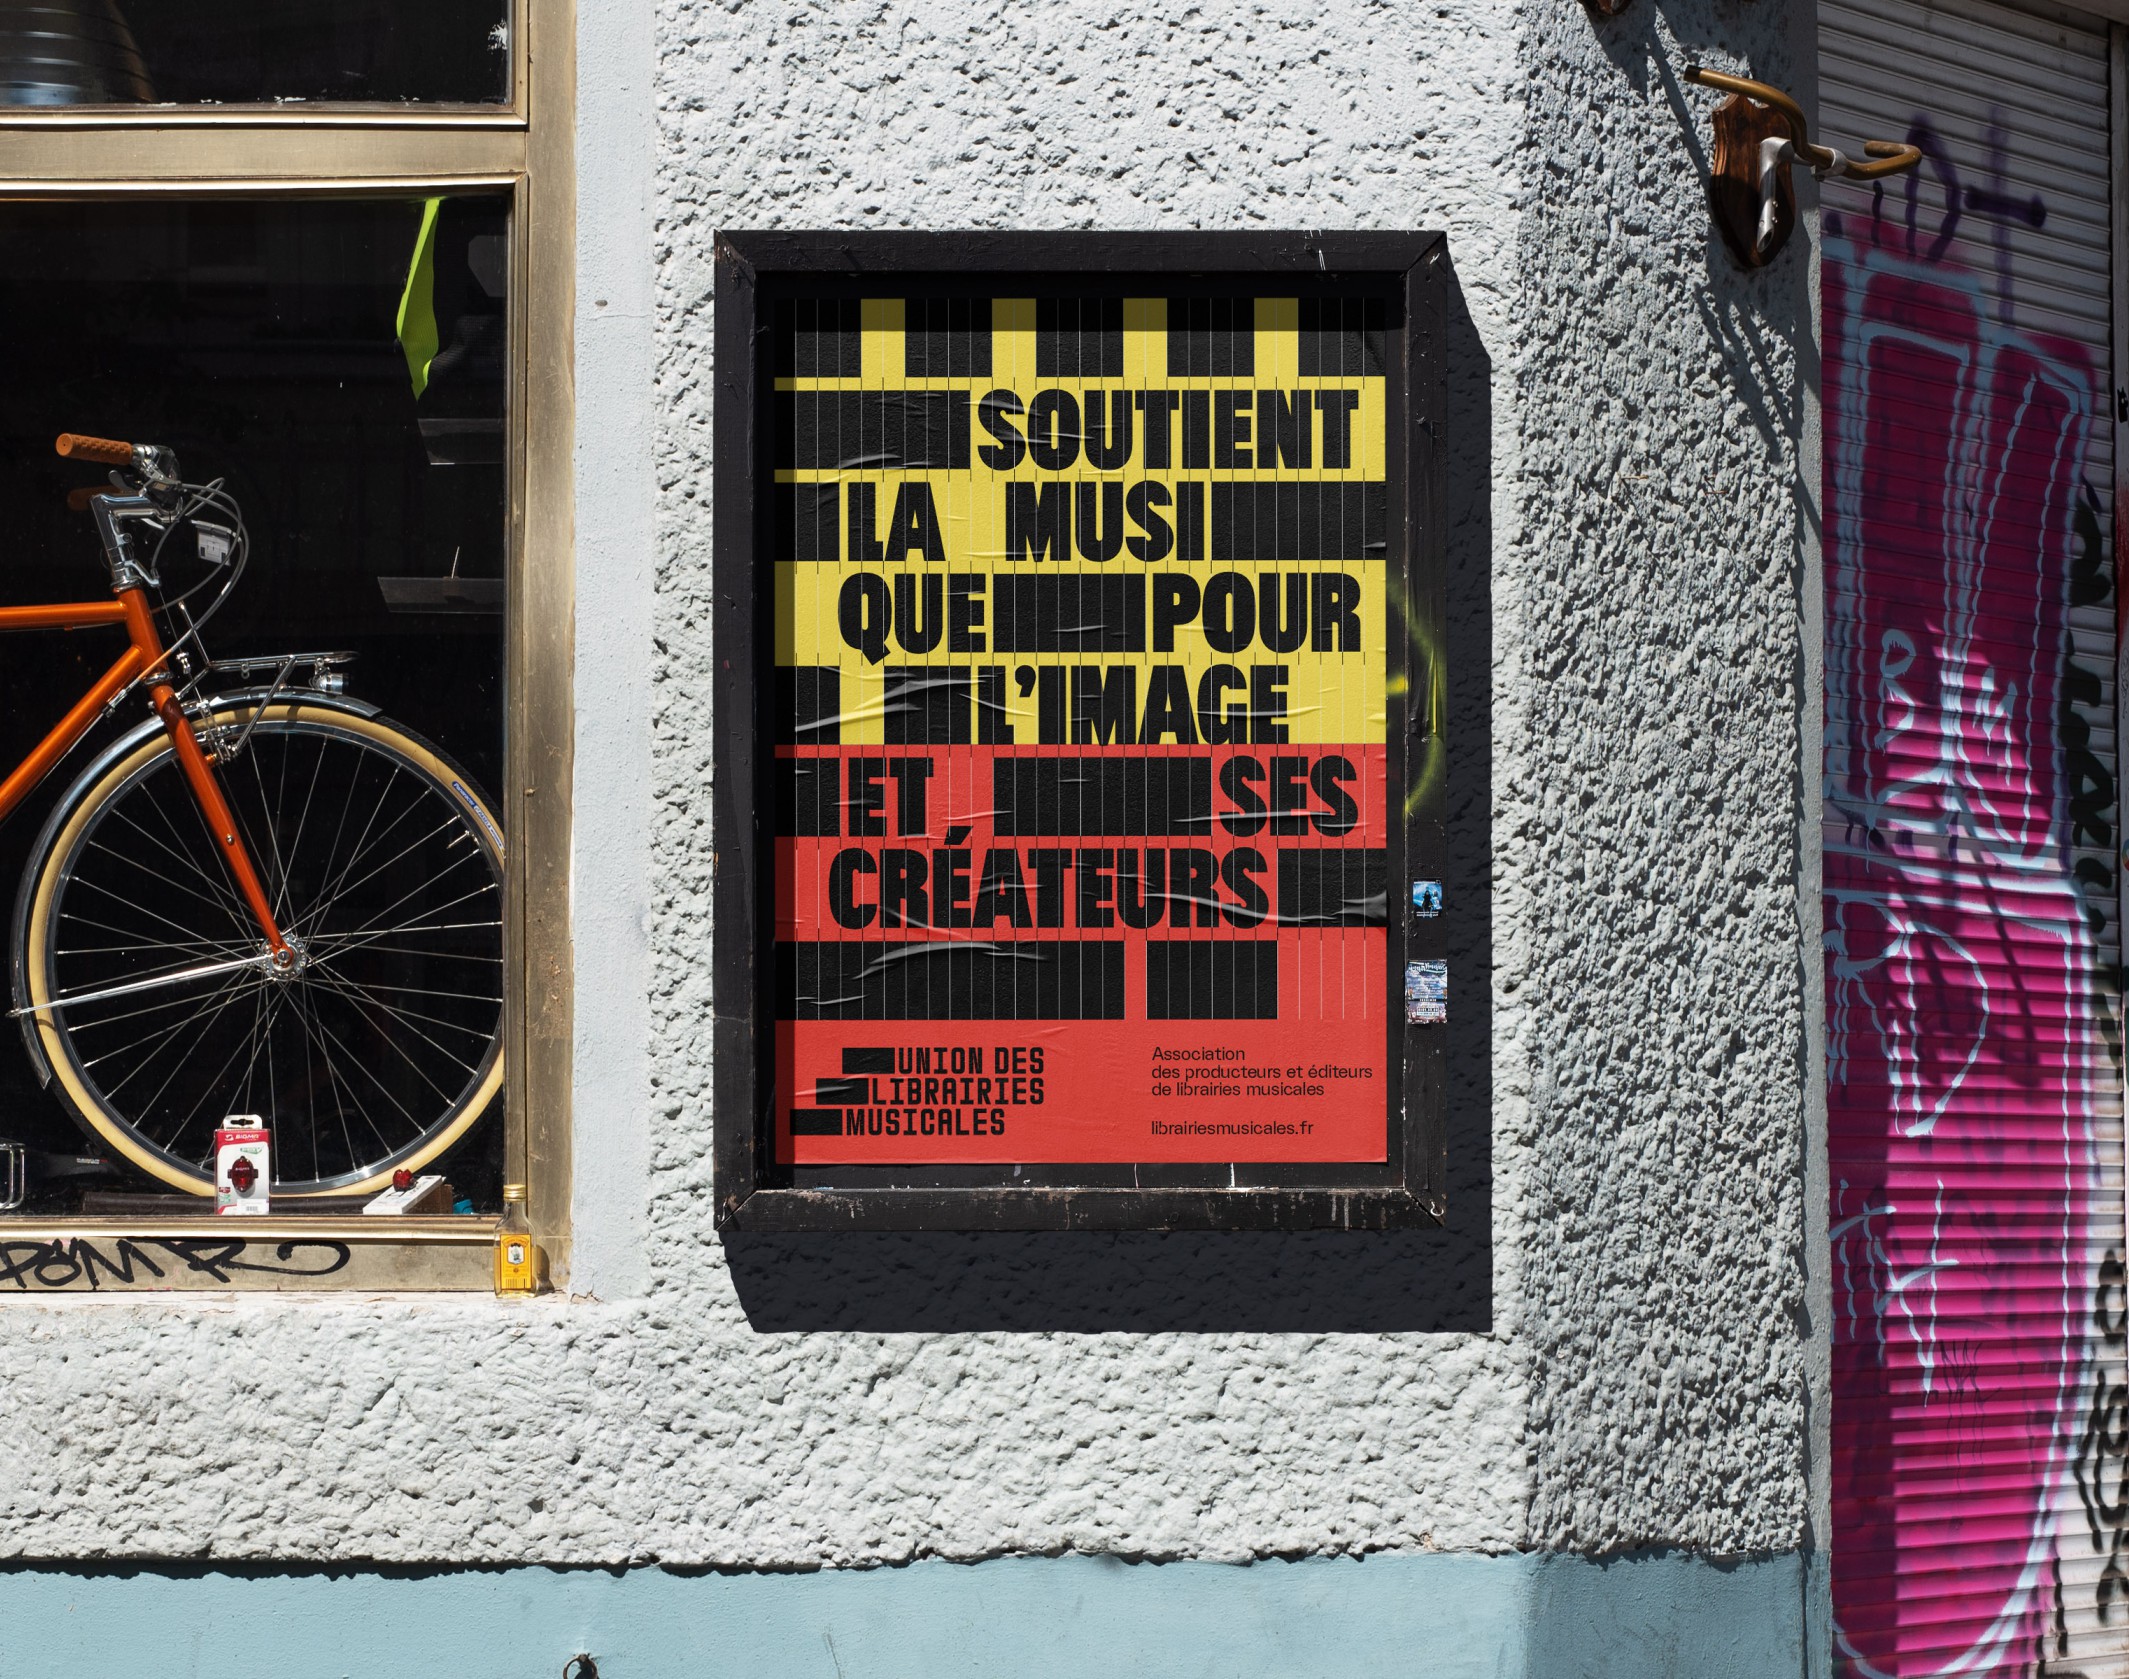 SOUTIENT
LA MUSI
QUE POUR
L'IMAGE
ET SES
CRÉATEURS
UNION DES
LIBRAIRIES
MUSICALES
Association
des producteurs et éditeurs
de librairies musicales
librairiesmusicales.fr
SIGMA